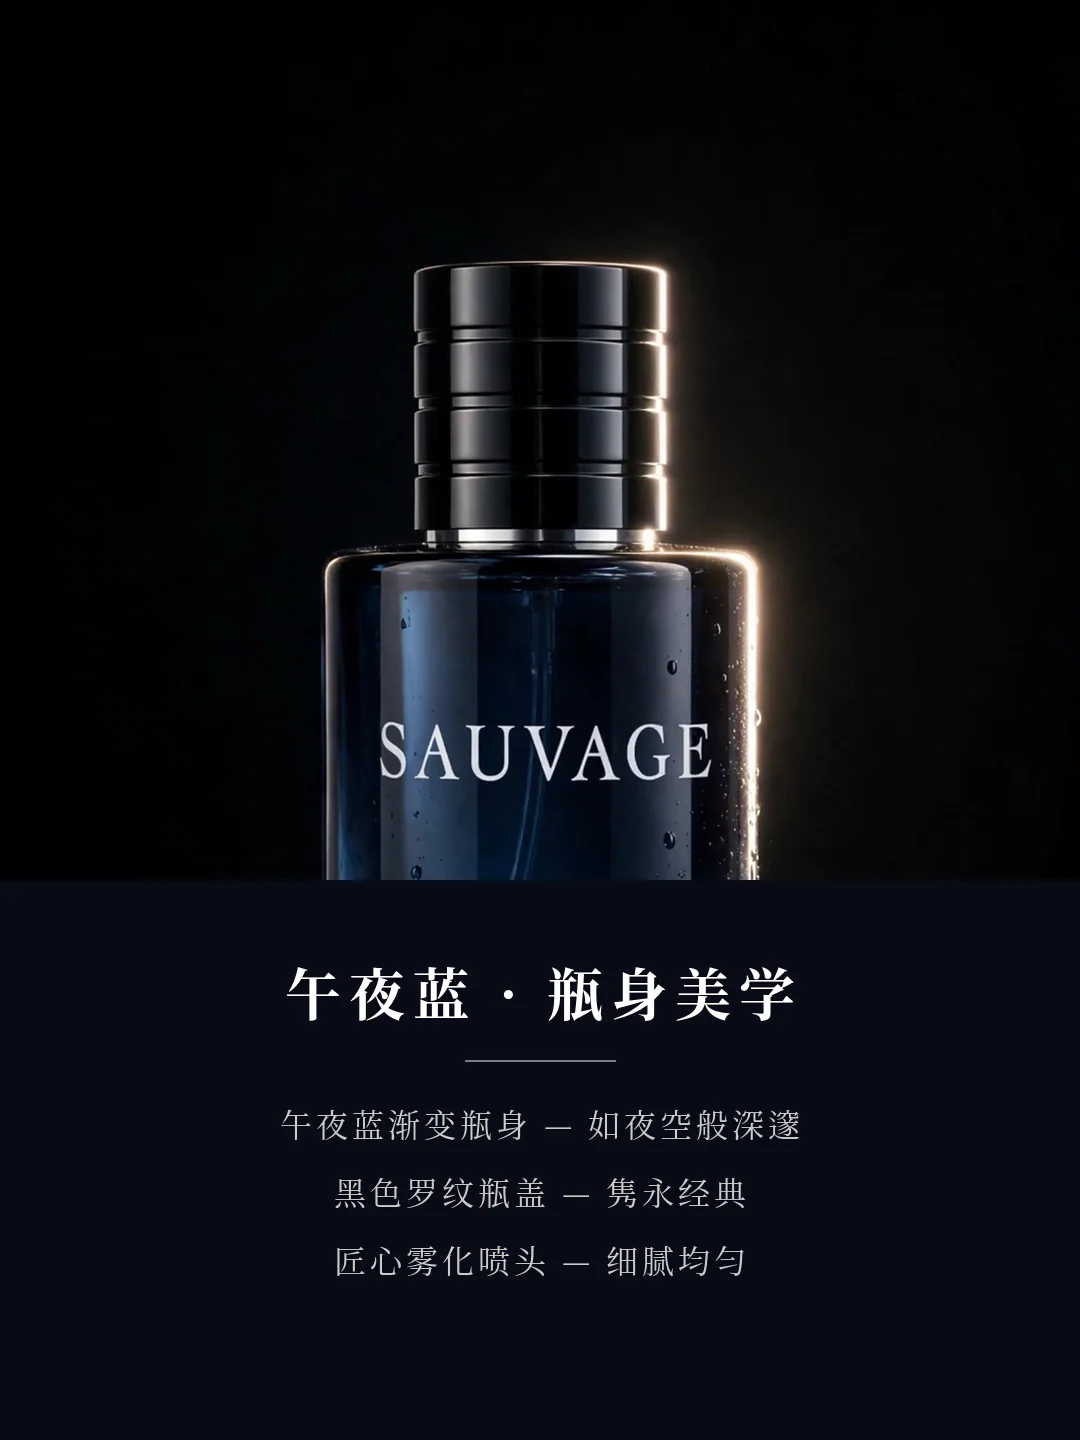 SAUVAGE
午夜蓝 · 瓶身美学
午夜蓝渐变瓶身 — 如夜空般深邃
黑色罗纹瓶盖 — 隽永经典
匠心雾化喷头 — 细腻均匀